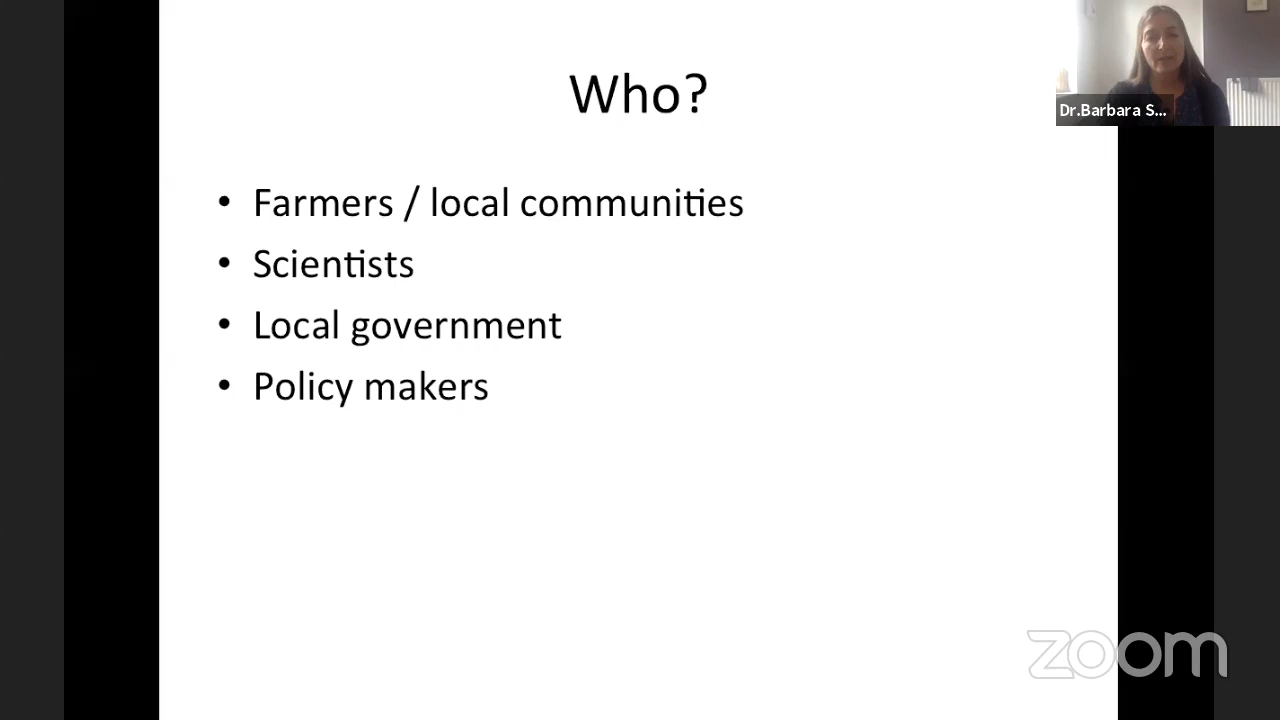 Who?
Dr.Barbara S...
• Farmers / local communities
• Scientists
• Local government
• Policy makers
zoom